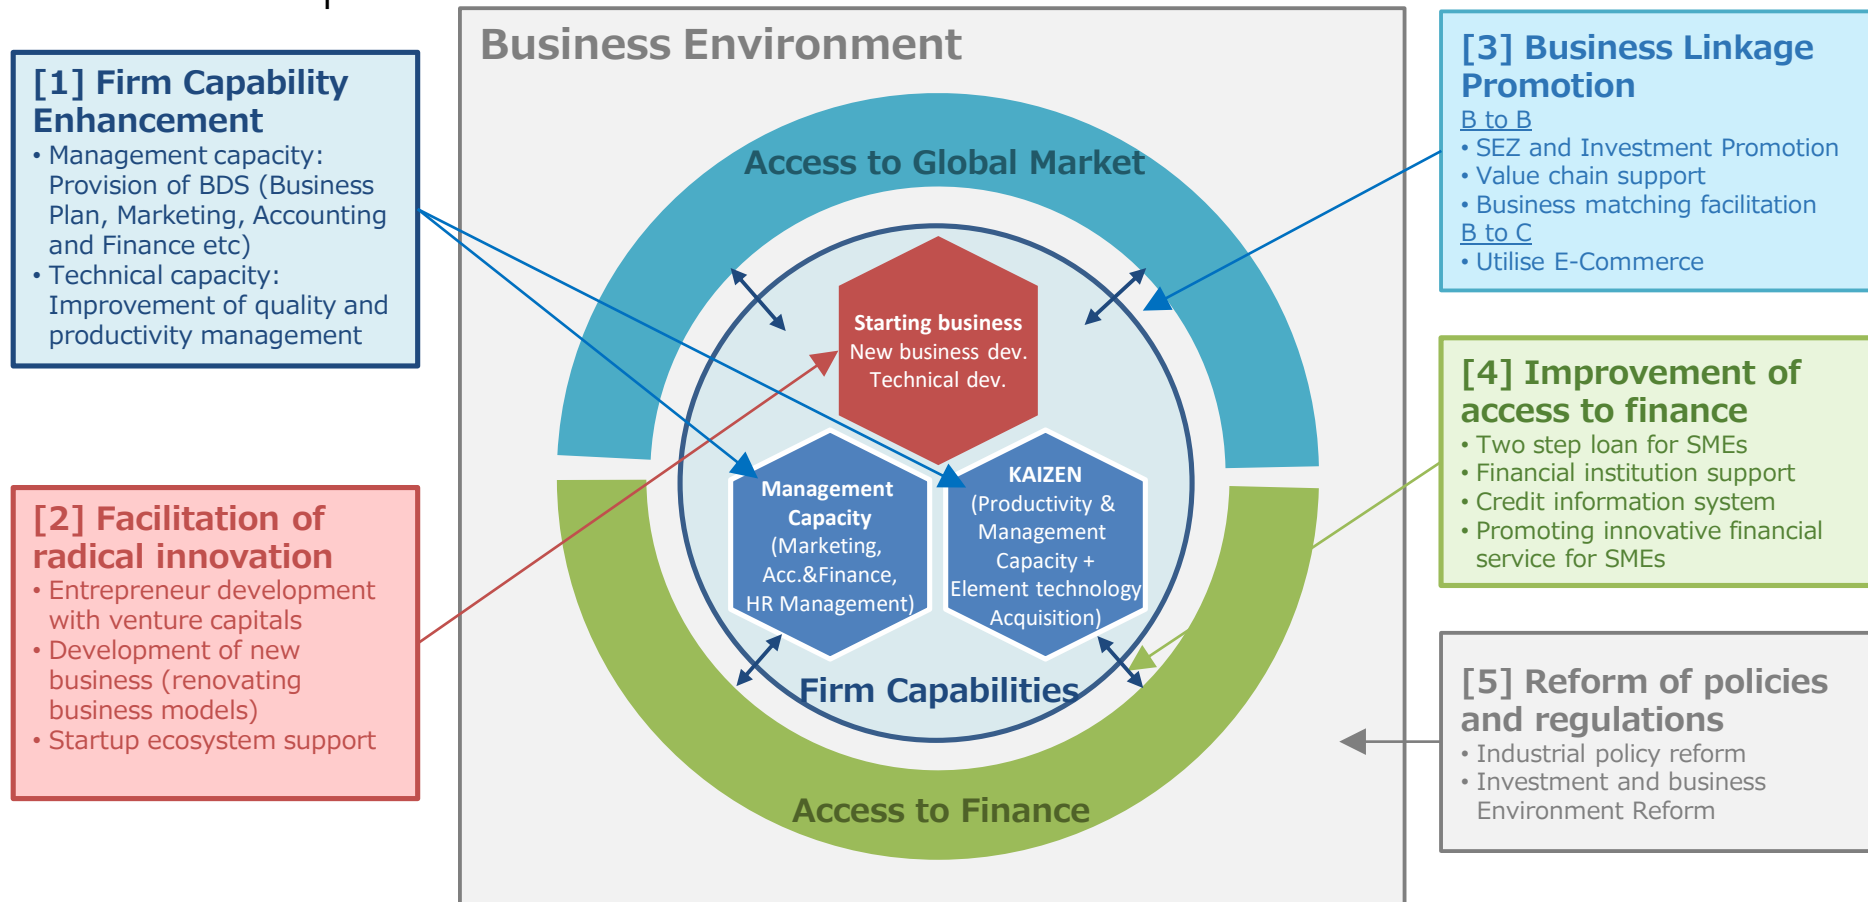 Business Environment
[1] Firm Capability
Enhancement
• Management capacity:
Provision of BDS (Business
Plan, Marketing, Accounting
and Finance etc)
• Technical capacity:
Improvement of quality and
productivity management
[2] Facilitation of
radical innovation
• Entrepreneur development
with venture capitals
• Development of new
business (renovating
business models)
• Startup ecosystem support
Access to Global Market
Starting business
New business dev.
Technical dev.
Management
Capacity
(Marketing,
Acc.&Finance,
HR Management)
KAIZEN
(Productivity &
Management
Capacity +
Element technology
Acquisition)
Firm Capabilities
Access to Finance
[3] Business Linkage
Promotion
B to B
• SEZ and Investment Promotion
• Value chain support
• Business matching facilitation
B to C
• Utilise E-Commerce
[4] Improvement of
access to finance
• Two step loan for SMEs
• Financial institution support
• Credit information system
• Promoting innovative financial
service for SMEs
[5] Reform of policies
and regulations
• Industrial policy reform
• Investment and business
Environment Reform